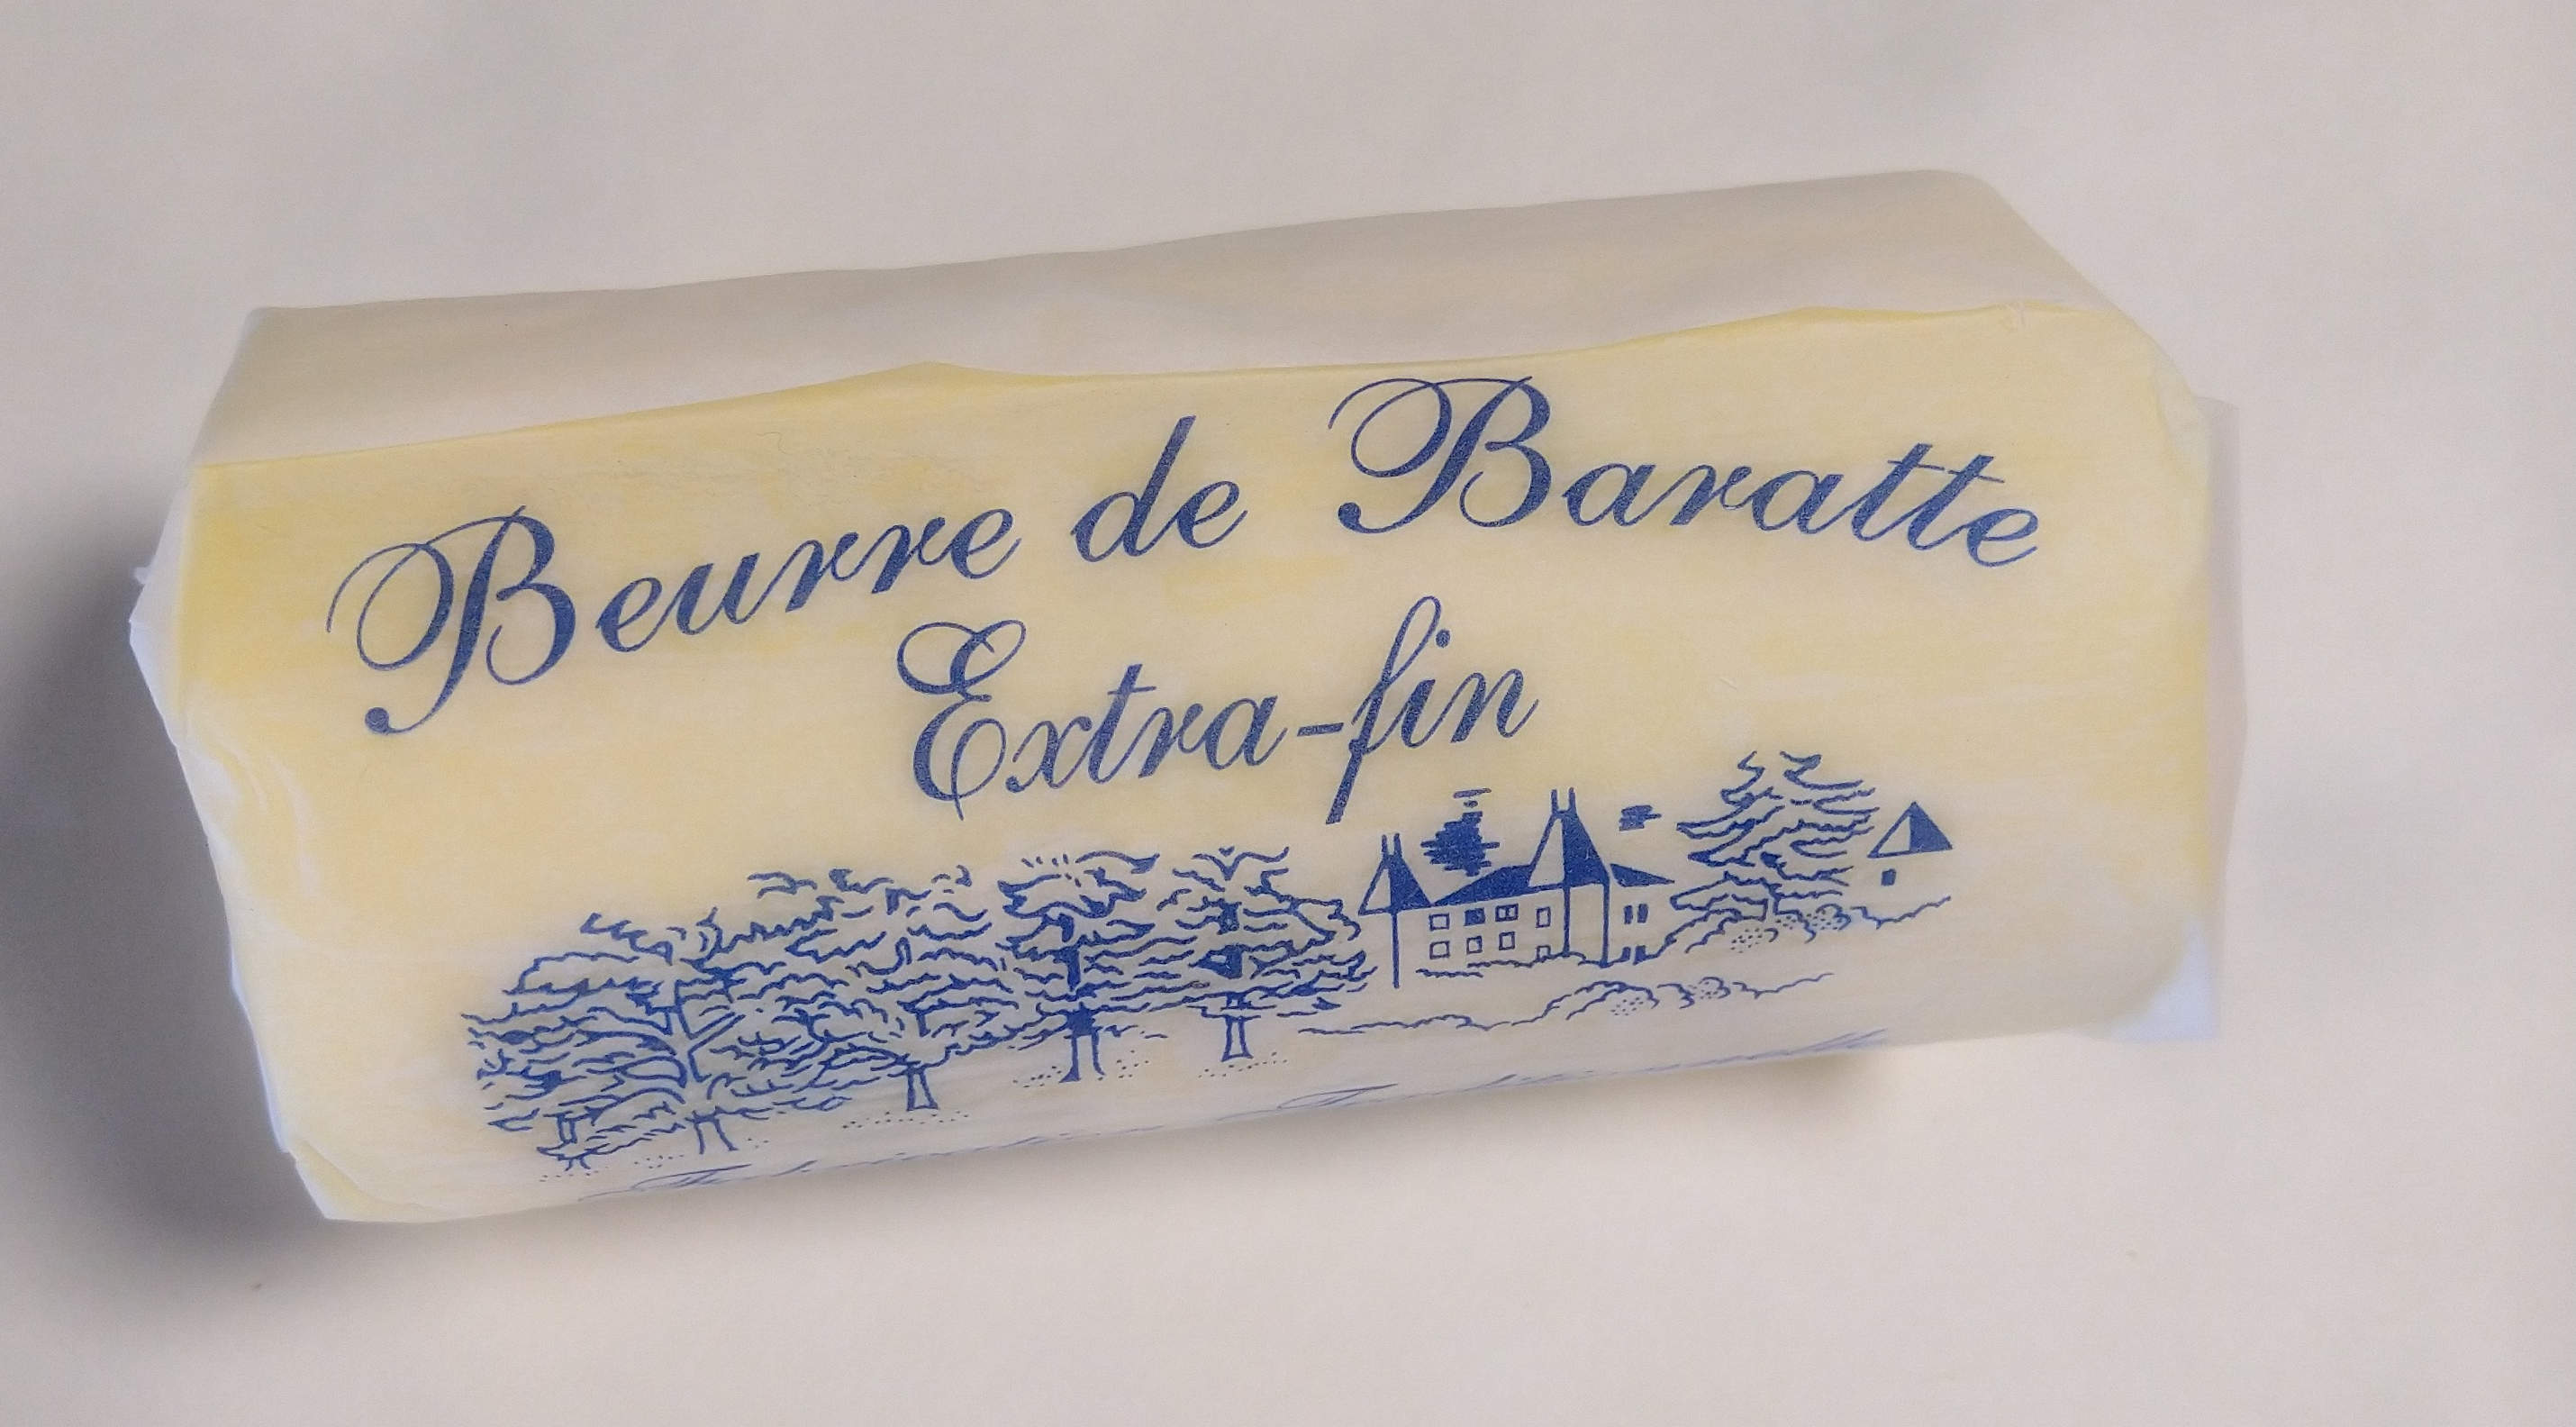 Beurre de Baratte
Extra-fin